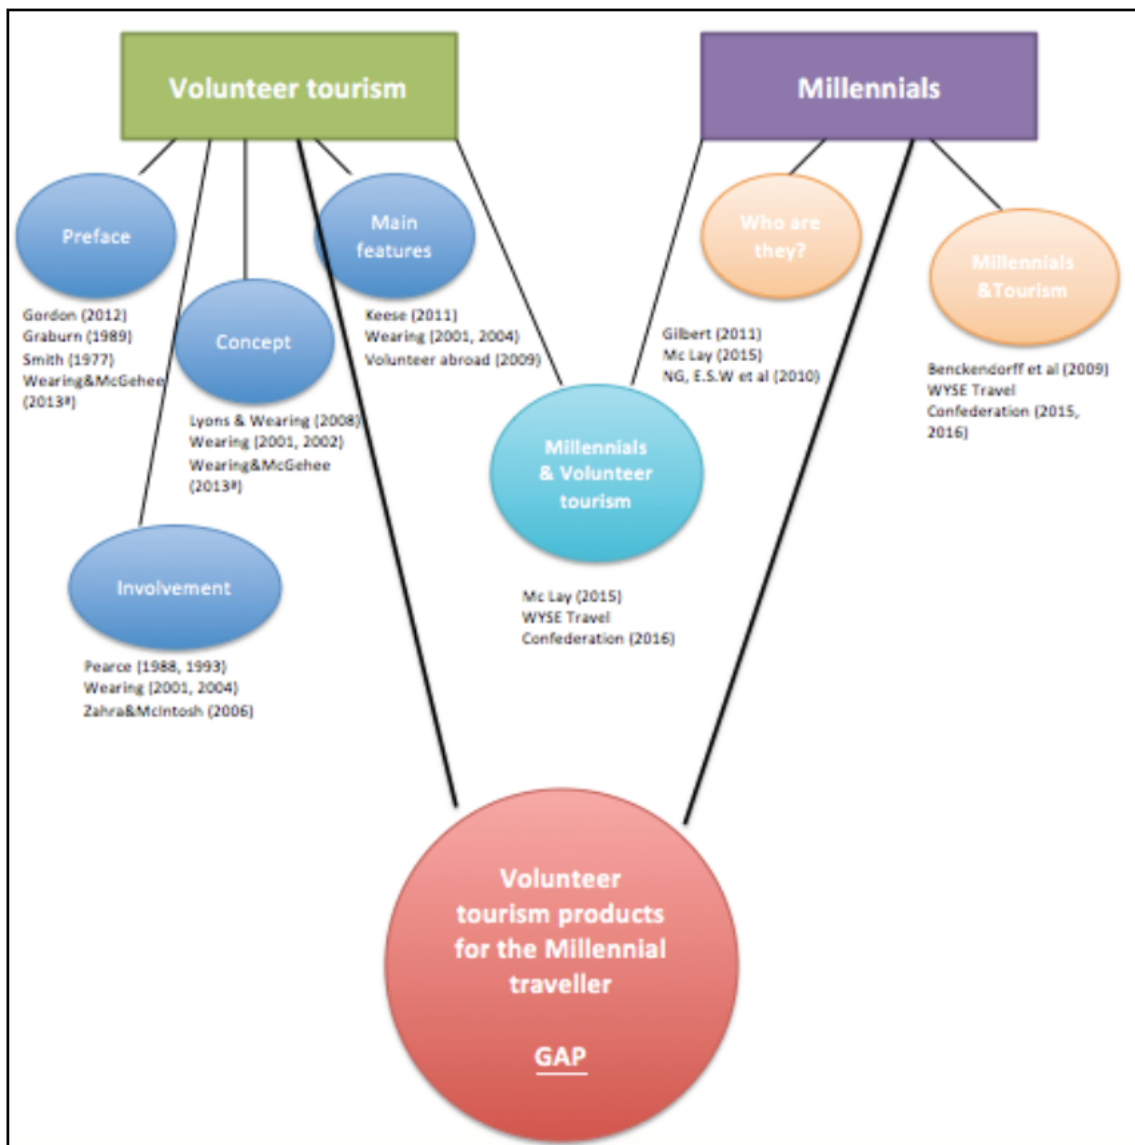 Volunteer tourism
Millennials
Preface
Gordon (2012)
Graburn (1989)
Smith (1977)
Wearing&McGehee
(2013ª)
Concept
Lyons & Wearing (2008)
Wearing (2001, 2002)
Wearing&McGehee
(2013ª)
Main
features
Keese (2011)
Wearing (2001, 2004)
Volunteer abroad (2009)
Involvement
Pearce (1988, 1993)
Wearing (2001, 2004)
Zahra&McIntosh (2006)
Millennials
& Volunteer
tourism
Mc Lay (2015)
WYSE Travel
Confederation (2016)
Who are
they?
Gilbert (2011)
Mc Lay (2015)
NG, E.S.W et al (2010)
Millennials
&Tourism
Benckendorff et al (2009)
WYSE Travel
Confederation (2015,
2016)
Volunteer
tourism products
for the Millennial
traveller
GAP